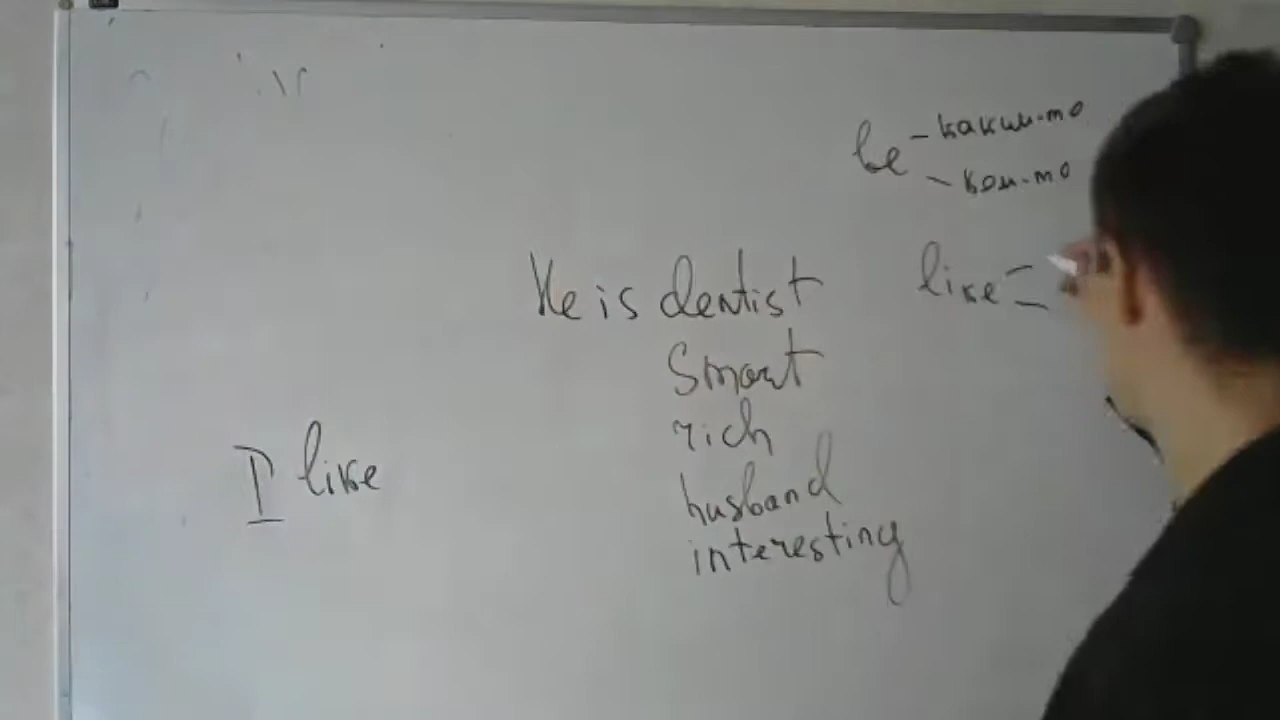 be - каким-то
- кем-то
He is dentist
like =
smart
rich
I like
husband
interesting